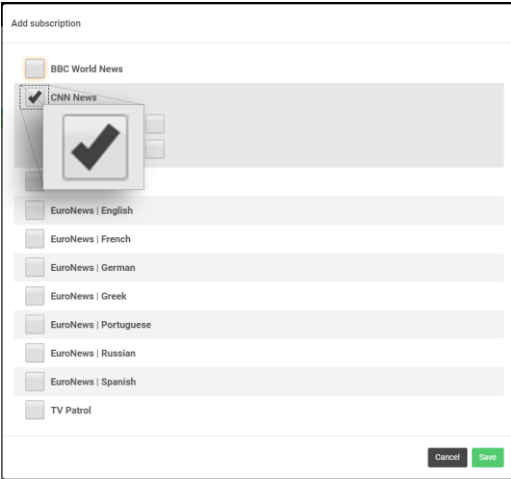 Add subscription
BBC World News
CNN News
EuroNews | English
EuroNews | French
EuroNews | German
EuroNews | Greek
EuroNews | Portuguese
EuroNews | Russian
EuroNews | Spanish
TV Patrol
Cancel Save